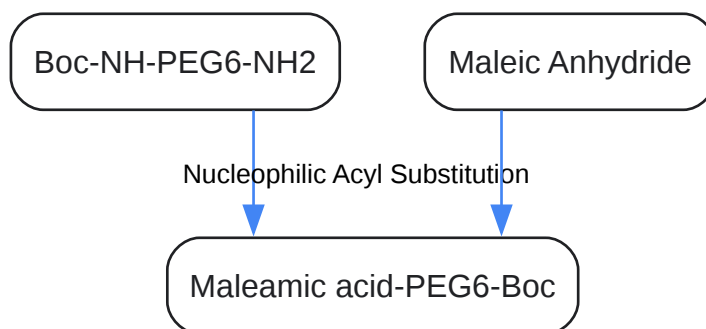 Boc-NH-PEG6-NH2
Maleic Anhydride
Nucleophilic Acyl Substitution
Maleamic acid-PEG6-Boc